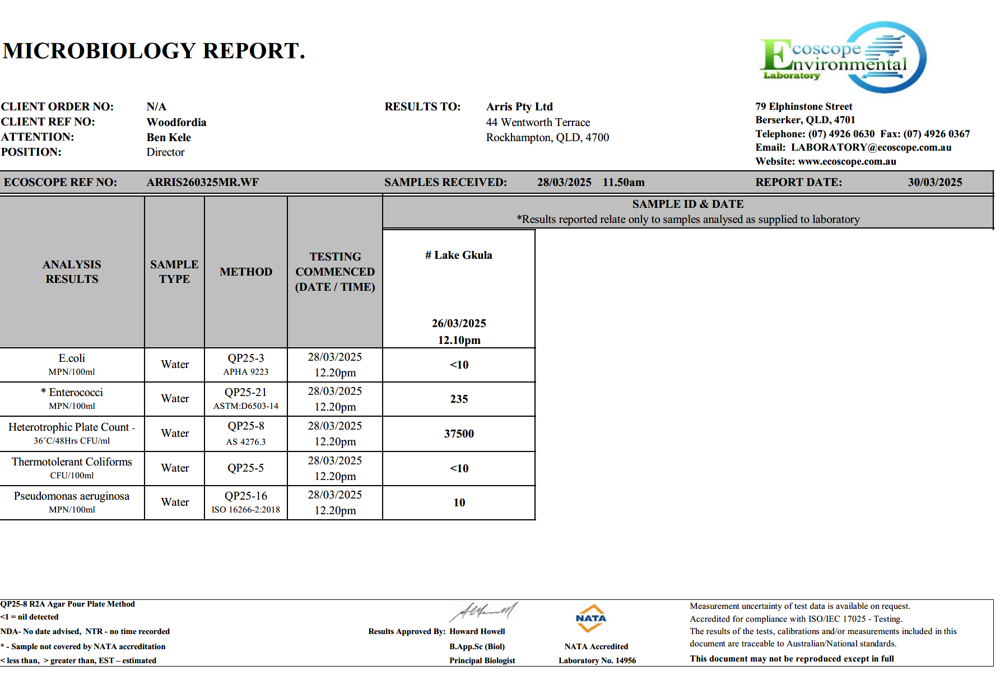 MICROBIOLOGY REPORT.
Ecoscope
Environmental
Laboratory
CLIENT ORDER NO: N/A
CLIENT REF NO: Woodfordia
ATTENTION: Ben Kele
POSITION: Director
RESULTS TO: Arris Pty Ltd
44 Wentworth Terrace
Rockhampton, QLD, 4700
79 Elphinstone Street
Berserker, QLD, 4701
Telephone: (07) 4926 0630 Fax: (07) 4926 0367
Email: LABORATORY@ecoscope.com.au
Website: www.ecoscope.com.au
ECOSCOPE REF NO: ARRIS260325MR.WF SAMPLES RECEIVED: 28/03/2025 11.50am REPORT DATE: 30/03/2025
SAMPLE ID & DATE
*Results reported relate only to samples analysed as supplied to laboratory
ANALYSIS
RESULTS
SAMPLE
TYPE
METHOD
TESTING
COMMENCED
(DATE / TIME)
# Lake Gkula
26/03/2025
12.10pm
E.coli
MPN/100ml
Water
QP25-3
APHA 9223
28/03/2025
12.20pm
<10
* Enterococci
MPN/100ml
Water
QP25-21
ASTM:D6503-14
28/03/2025
12.20pm
235
Heterotrophic Plate Count -
36˚C/48Hrs CFU/ml
Water
QP25-8
AS 4276.3
28/03/2025
12.20pm
37500
Thermotolerant Coliforms
CFU/100ml
Water
QP25-5
28/03/2025
12.20pm
<10
Pseudomonas aeruginosa
MPN/100ml
Water
QP25-16
ISO 16266-2:2018
28/03/2025
12.20pm
10
QP25-8 R2A Agar Pour Plate Method
<1 = nil detected
NDA- No date advised, NTR - no time recorded
* - Sample not covered by NATA accreditation
< less than, > greater than, EST – estimated
Results Approved By: Howard Howell
B.App.Sc (Biol)
Principal Biologist
NATA
NATA Accredited
Laboratory No. 14956
Measurement uncertainty of test data is available on request.
Accredited for compliance with ISO/IEC 17025 - Testing.
The results of the tests, calibrations and/or measurements included in this
document are traceable to Australian/National standards.
This document may not be reproduced except in full